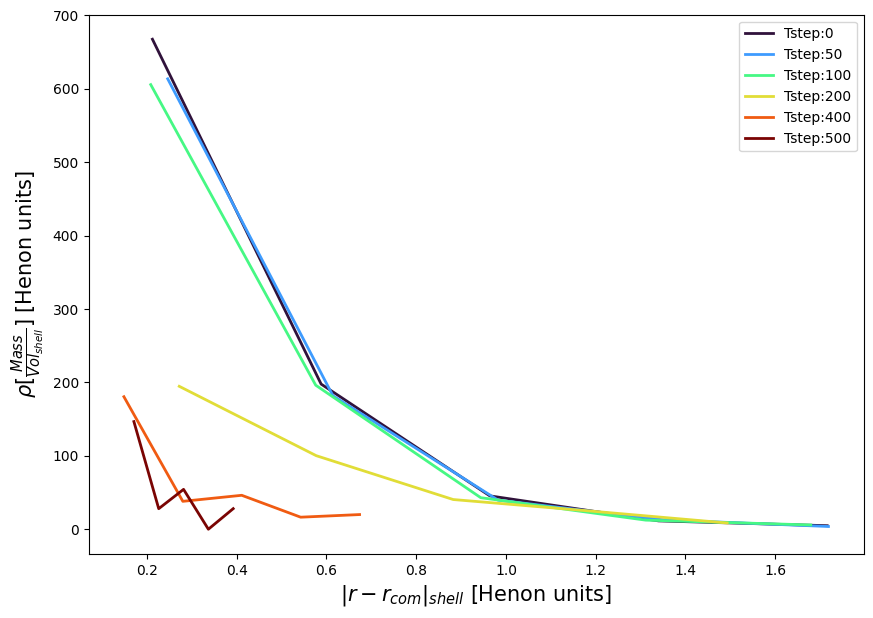 700
600
500
400
300
200
100
0
ρ[Mass/Vol_shell] [Henon units]
Tstep:0
Tstep:50
Tstep:100
Tstep:200
Tstep:400
Tstep:500
0.2 0.4 0.6 0.8 1.0 1.2 1.4 1.6
|r − r_com|_shell [Henon units]